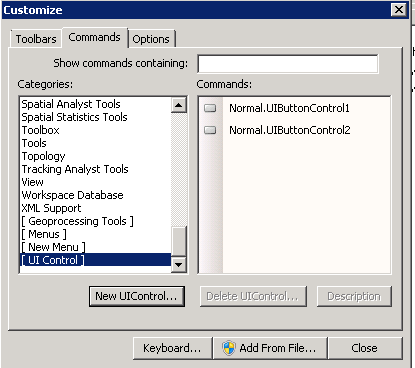 Customize
Toolbars
Commands
Options
Show commands containing:
Categories:
Spatial Analyst Tools
Spatial Statistics Tools
Toolbox
Tools
Topology
Tracking Analyst Tools
View
Workspace Database
XML Support
[ Geoprocessing Tools ]
[ Menus ]
[ New Menu ]
[ UI Control ]
Commands:
Normal.UIButtonControl1
Normal.UIButtonControl2
New UIControl...
Delete UIControl...
Description
Keyboard...
Add From File...
Close